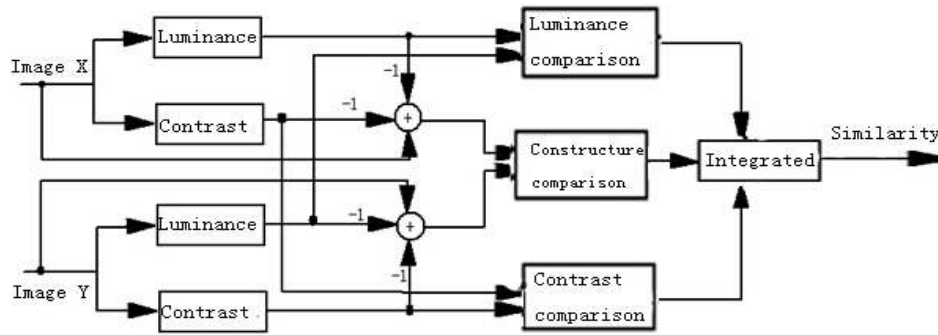 Image X
Luminance
Contrast
-1
-1
+
Luminance
comparison
Constructure
comparison
Integrated
Similarity
Image Y
Luminance
Contrast
-1
-1
+
Contrast
comparison